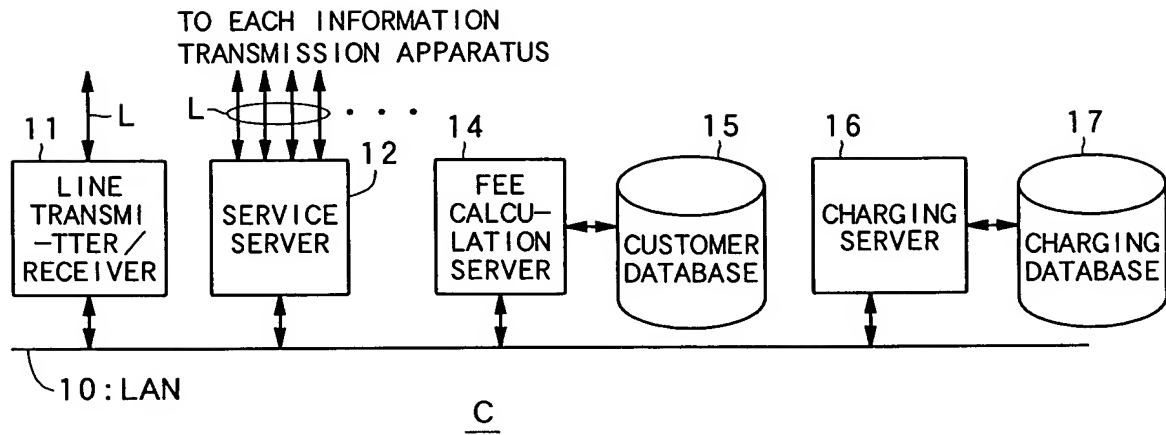 TO EACH INFORMATION
TRANSMISSION APPARATUS
L
L
· · ·
11
12
14
15
16
17
LINE
TRANSMI
-TTER/
RECEIVER
SERVICE
SERVER
FEE
CALCU-
LATION
SERVER
CUSTOMER
DATABASE
CHARGING
SERVER
CHARGING
DATABASE
10:LAN
C